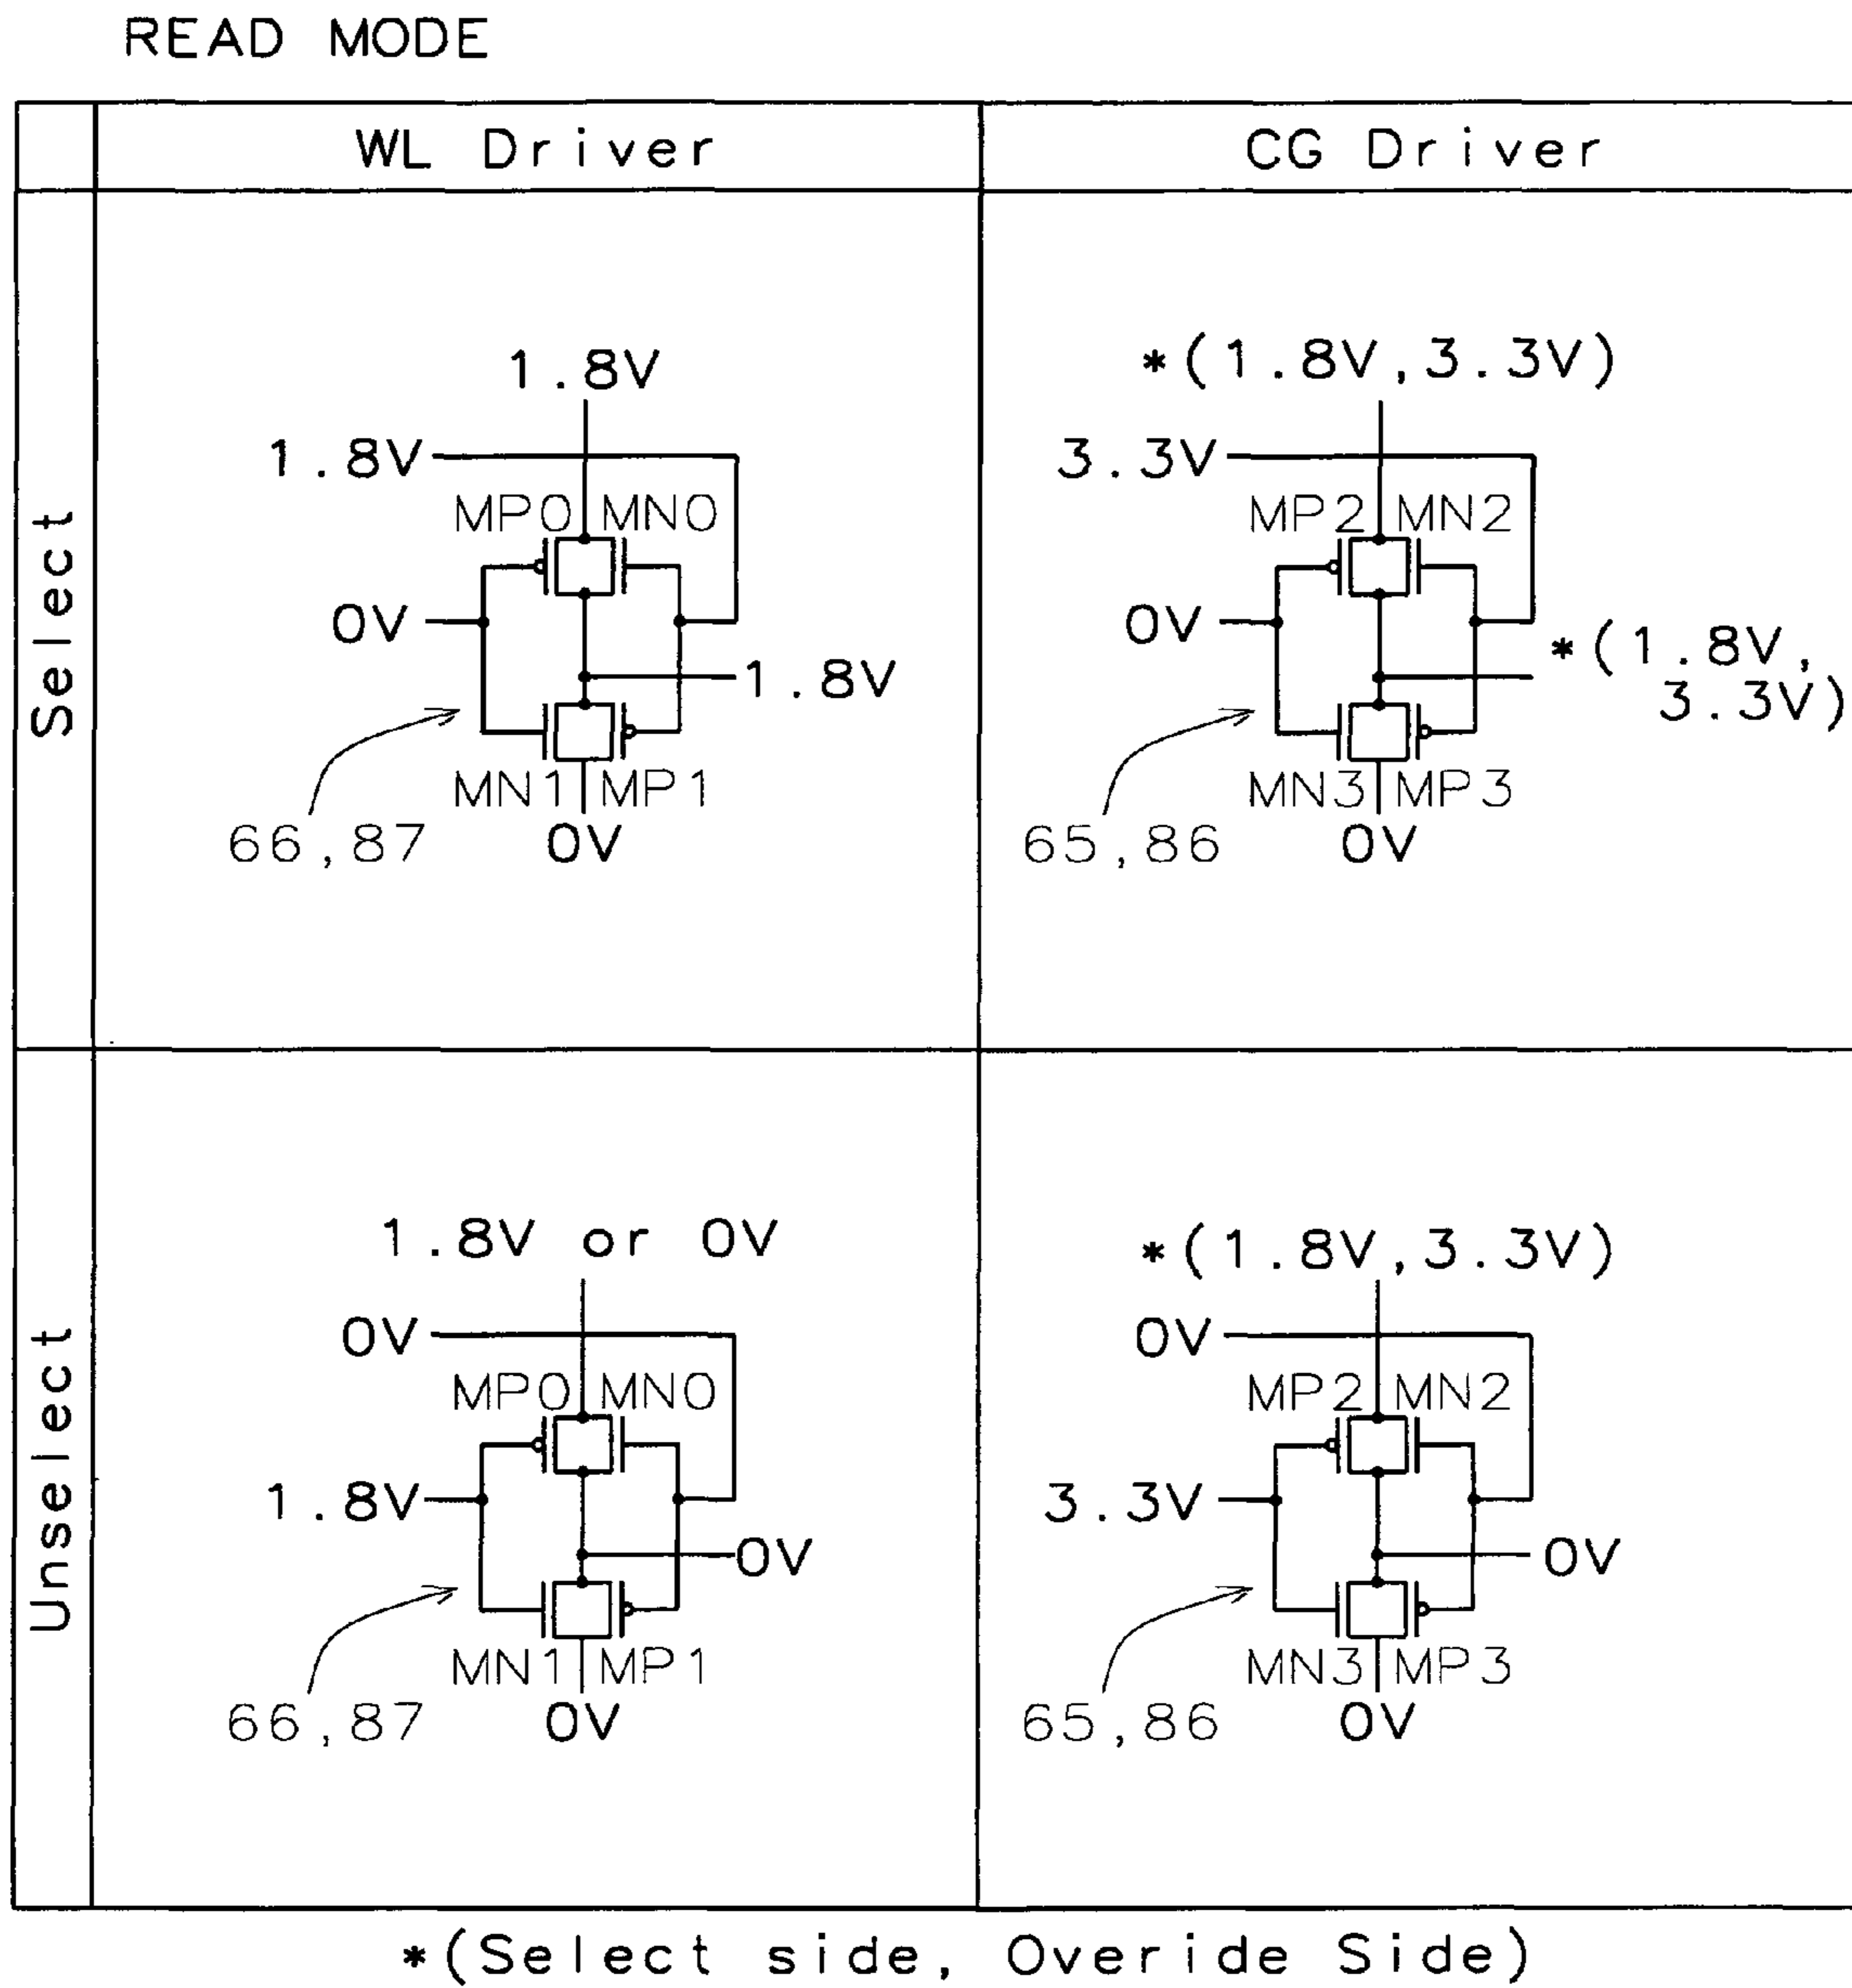 READ MODE
WL Driver
CG Driver
Select
1.8V
1.8V
MP0 MN0
0V
1.8V
MN1 MP1
66,87
0V
*(1.8V,3.3V)
3.3V
MP2 MN2
0V
*(1.8V,
3.3V)
MN3 MP3
65,86
0V
Unselect
1.8V or 0V
0V
MP0 MN0
1.8V
0V
MN1 MP1
66,87
0V
*(1.8V,3.3V)
0V
MP2 MN2
3.3V
0V
MN3 MP3
65,86
0V
*(Select side, Overide Side)